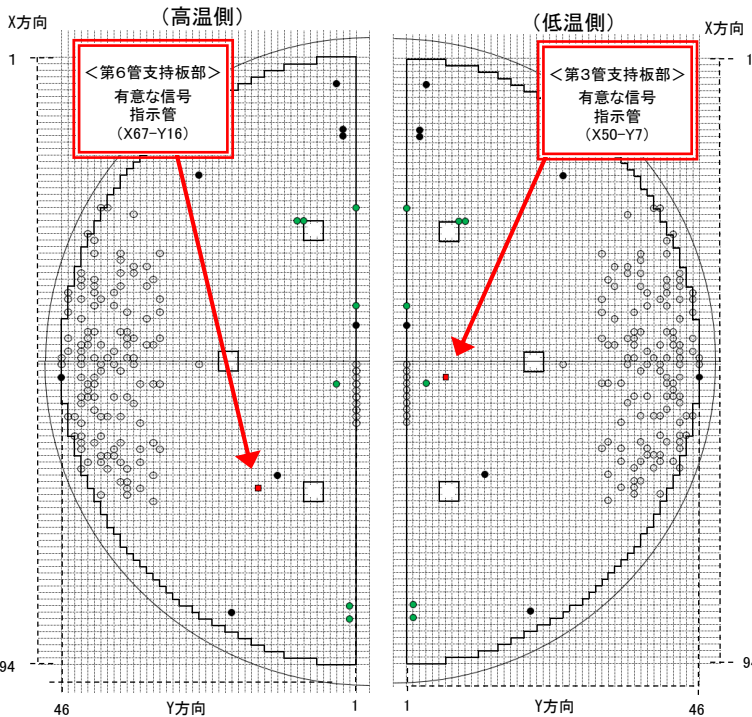 X方向
(高温側)
(低温側)
X方向
1
1
<第6管支持板部>
有意な信号
指示管
(X67-Y16)
<第3管支持板部>
有意な信号
指示管
(X50-Y7)
94
94
46
Y方向
1
1
Y方向
46